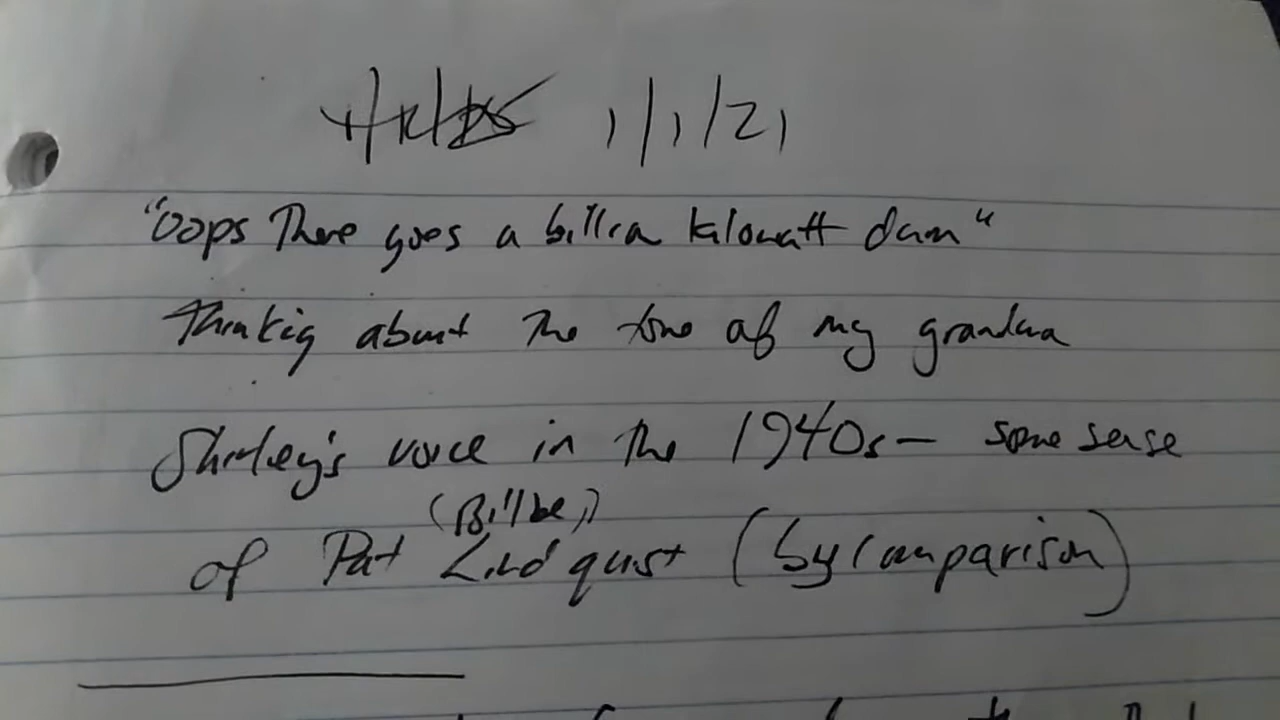 1/1/21
"Oops There goes a billion kilowatt dam"
Thinking about the tone of my grandma
Shirley's voice in the 1940s — some sense
(Billbe)
of Pat Lindquist (by comparison)